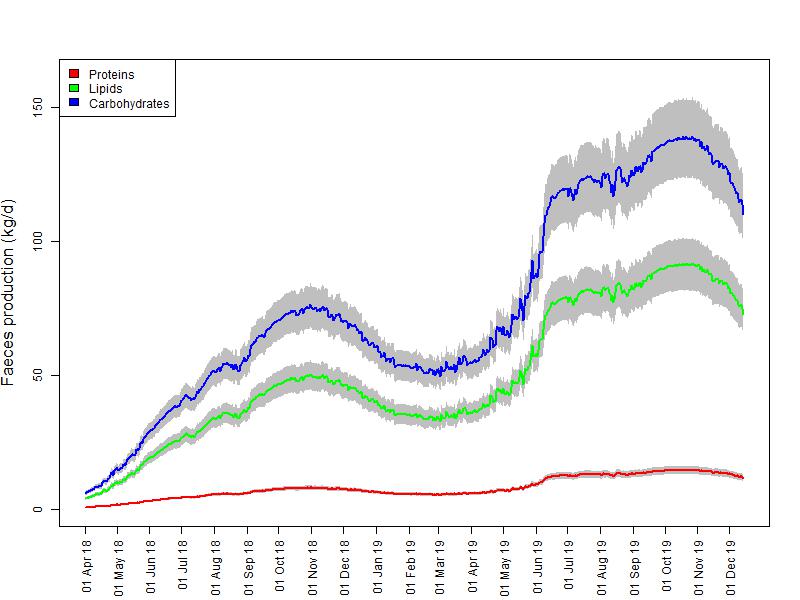 Proteins
Lipids
Carbohydrates
Faeces production (kg/d)
150
100
50
0
01 Apr 18
01 May 18
01 Jun 18
01 Jul 18
01 Aug 18
01 Sep 18
01 Oct 18
01 Nov 18
01 Dec 18
01 Jan 19
01 Feb 19
01 Mar 19
01 Apr 19
01 May 19
01 Jun 19
01 Jul 19
01 Aug 19
01 Sep 19
01 Oct 19
01 Nov 19
01 Dec 19